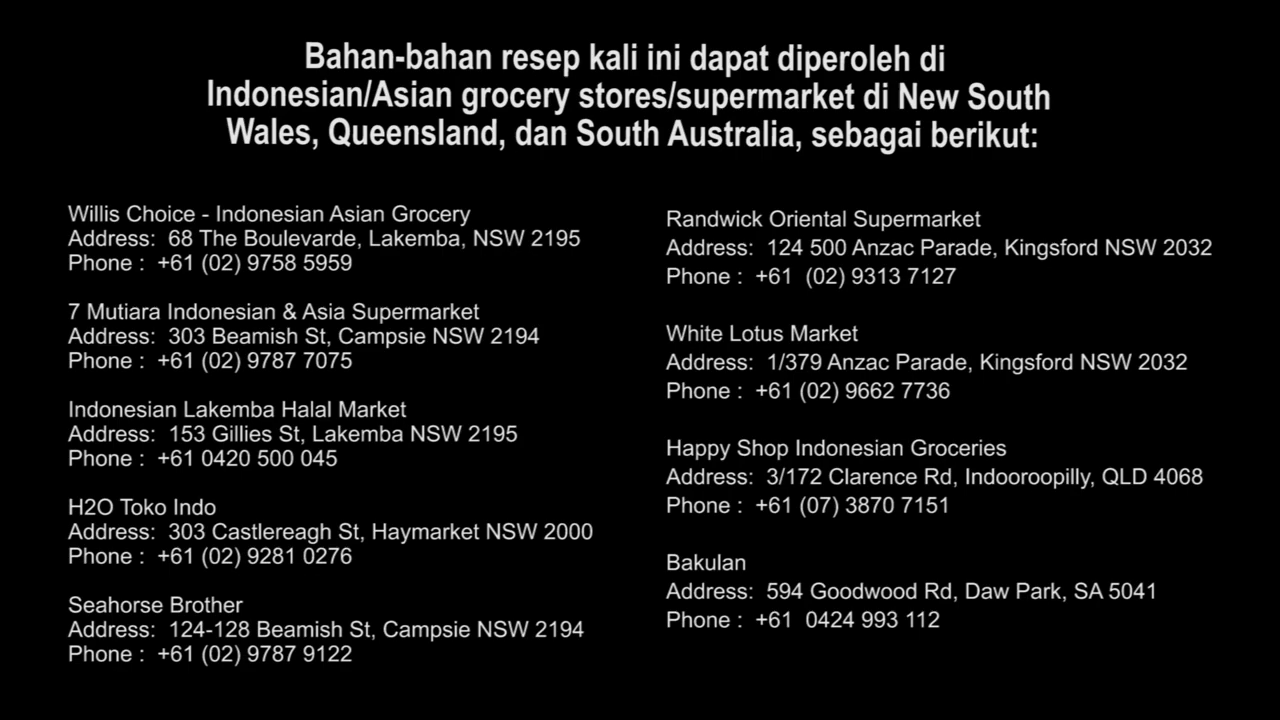 Bahan-bahan resep kali ini dapat diperoleh di
Indonesian/Asian grocery stores/supermarket di New South
Wales, Queensland, dan South Australia, sebagai berikut:
Willis Choice - Indonesian Asian Grocery
Address: 68 The Boulevarde, Lakemba, NSW 2195
Phone : +61 (02) 9758 5959
7 Mutiara Indonesian & Asia Supermarket
Address: 303 Beamish St, Campsie NSW 2194
Phone : +61 (02) 9787 7075
Indonesian Lakemba Halal Market
Address: 153 Gillies St, Lakemba NSW 2195
Phone : +61 0420 500 045
H2O Toko Indo
Address: 303 Castlereagh St, Haymarket NSW 2000
Phone : +61 (02) 9281 0276
Seahorse Brother
Address: 124-128 Beamish St, Campsie NSW 2194
Phone : +61 (02) 9787 9122
Randwick Oriental Supermarket
Address: 124 500 Anzac Parade, Kingsford NSW 2032
Phone : +61 (02) 9313 7127
White Lotus Market
Address: 1/379 Anzac Parade, Kingsford NSW 2032
Phone : +61 (02) 9662 7736
Happy Shop Indonesian Groceries
Address: 3/172 Clarence Rd, Indooroopilly, QLD 4068
Phone : +61 (07) 3870 7151
Bakulan
Address: 594 Goodwood Rd, Daw Park, SA 5041
Phone : +61 0424 993 112